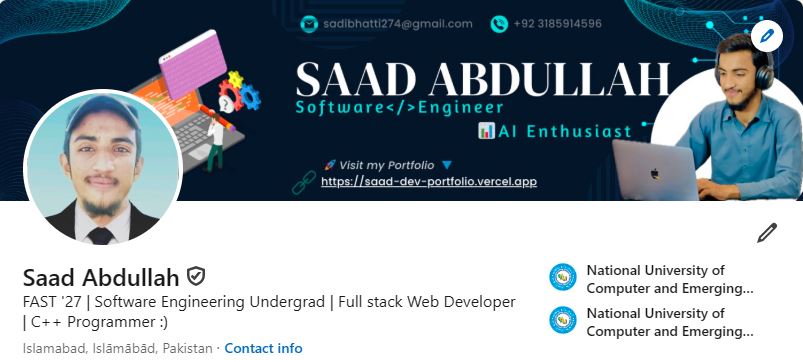 sadibhatti274@gmail.com +92 3185914596
SAAD ABDULLAH
Software</>Engineer
AI Enthusiast
Visit my Portfolio
https://saad-dev-portfolio.vercel.app
Saad Abdullah
FAST '27 | Software Engineering Undergrad | Full stack Web Developer
| C++ Programmer :)
Islamabad, Islāmābād, Pakistan · Contact info
National University of
Computer and Emerging...
National University of
Computer and Emerging...